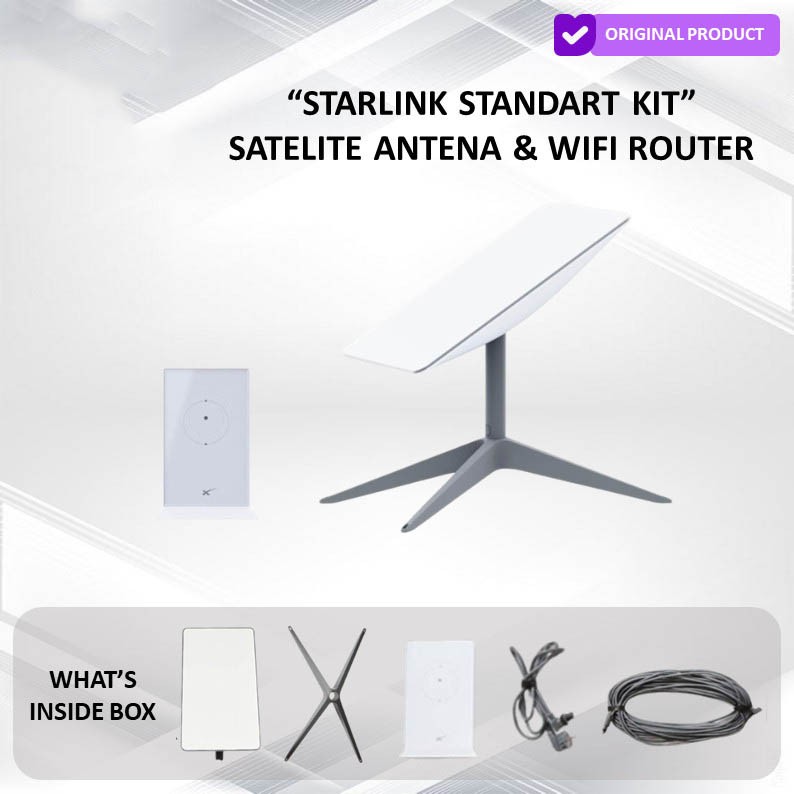 ORIGINAL PRODUCT
“STARLINK STANDART KIT”
SATELITE ANTENA & WIFI ROUTER
WHAT’S
INSIDE BOX